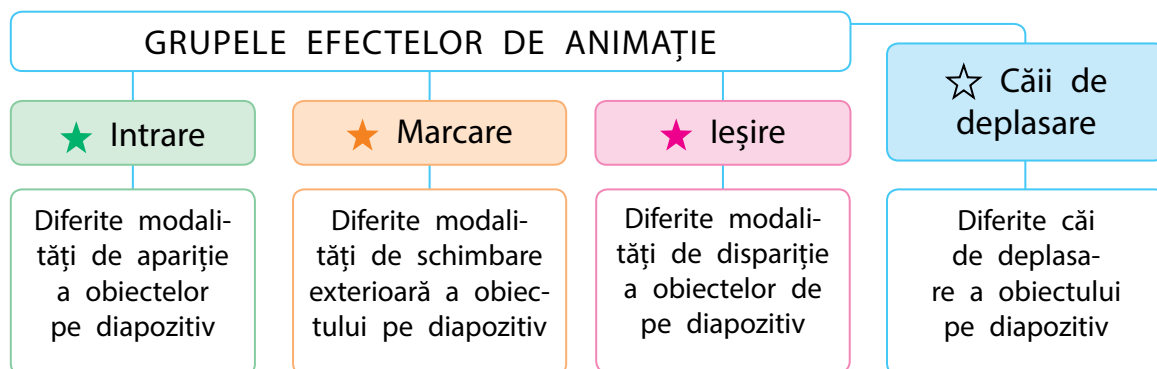 GRUPELE EFECTELOR DE ANIMAȚIE
Intrare
Marcare
Ieșire
Căii de
deplasare
Diferite modali-
tăți de apariție
a obiectelor
pe diapozitiv
Diferite modali-
tăți de schimbare
exterioară a obiec-
tului pe diapozitiv
Diferite modali-
tăți de dispariție
a obiectelor de
pe diapozitiv
Diferite căi
de deplasa-
re a obiectului
pe diapozitiv